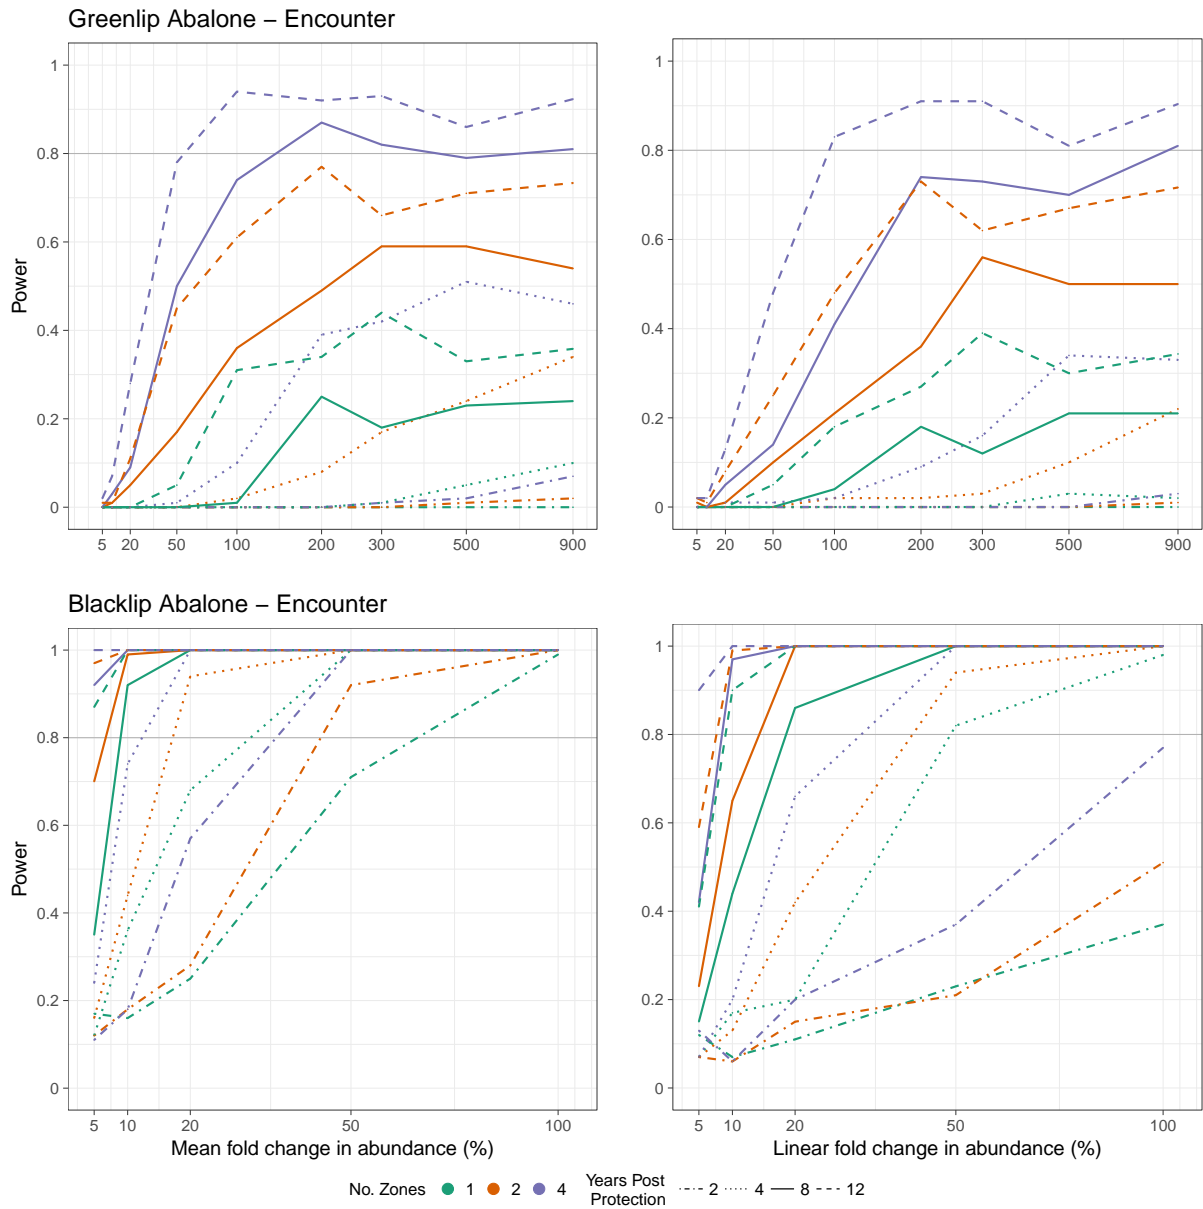 Greenlip Abalone – Encounter
1
0.8
0.6
0.4
0.2
0
Power
5 20 50 100 200 300 500 900
1
0.8
0.6
0.4
0.2
0
5 20 50 100 200 300 500 900
Blacklip Abalone – Encounter
1
0.8
0.6
0.4
0.2
0
Power
5 10 20 50 100
Mean fold change in abundance (%)
1
0.8
0.6
0.4
0.2
0
5 10 20 50 100
Linear fold change in abundance (%)
No. Zones 1 2 4
Years Post
Protection
2 4 8 12